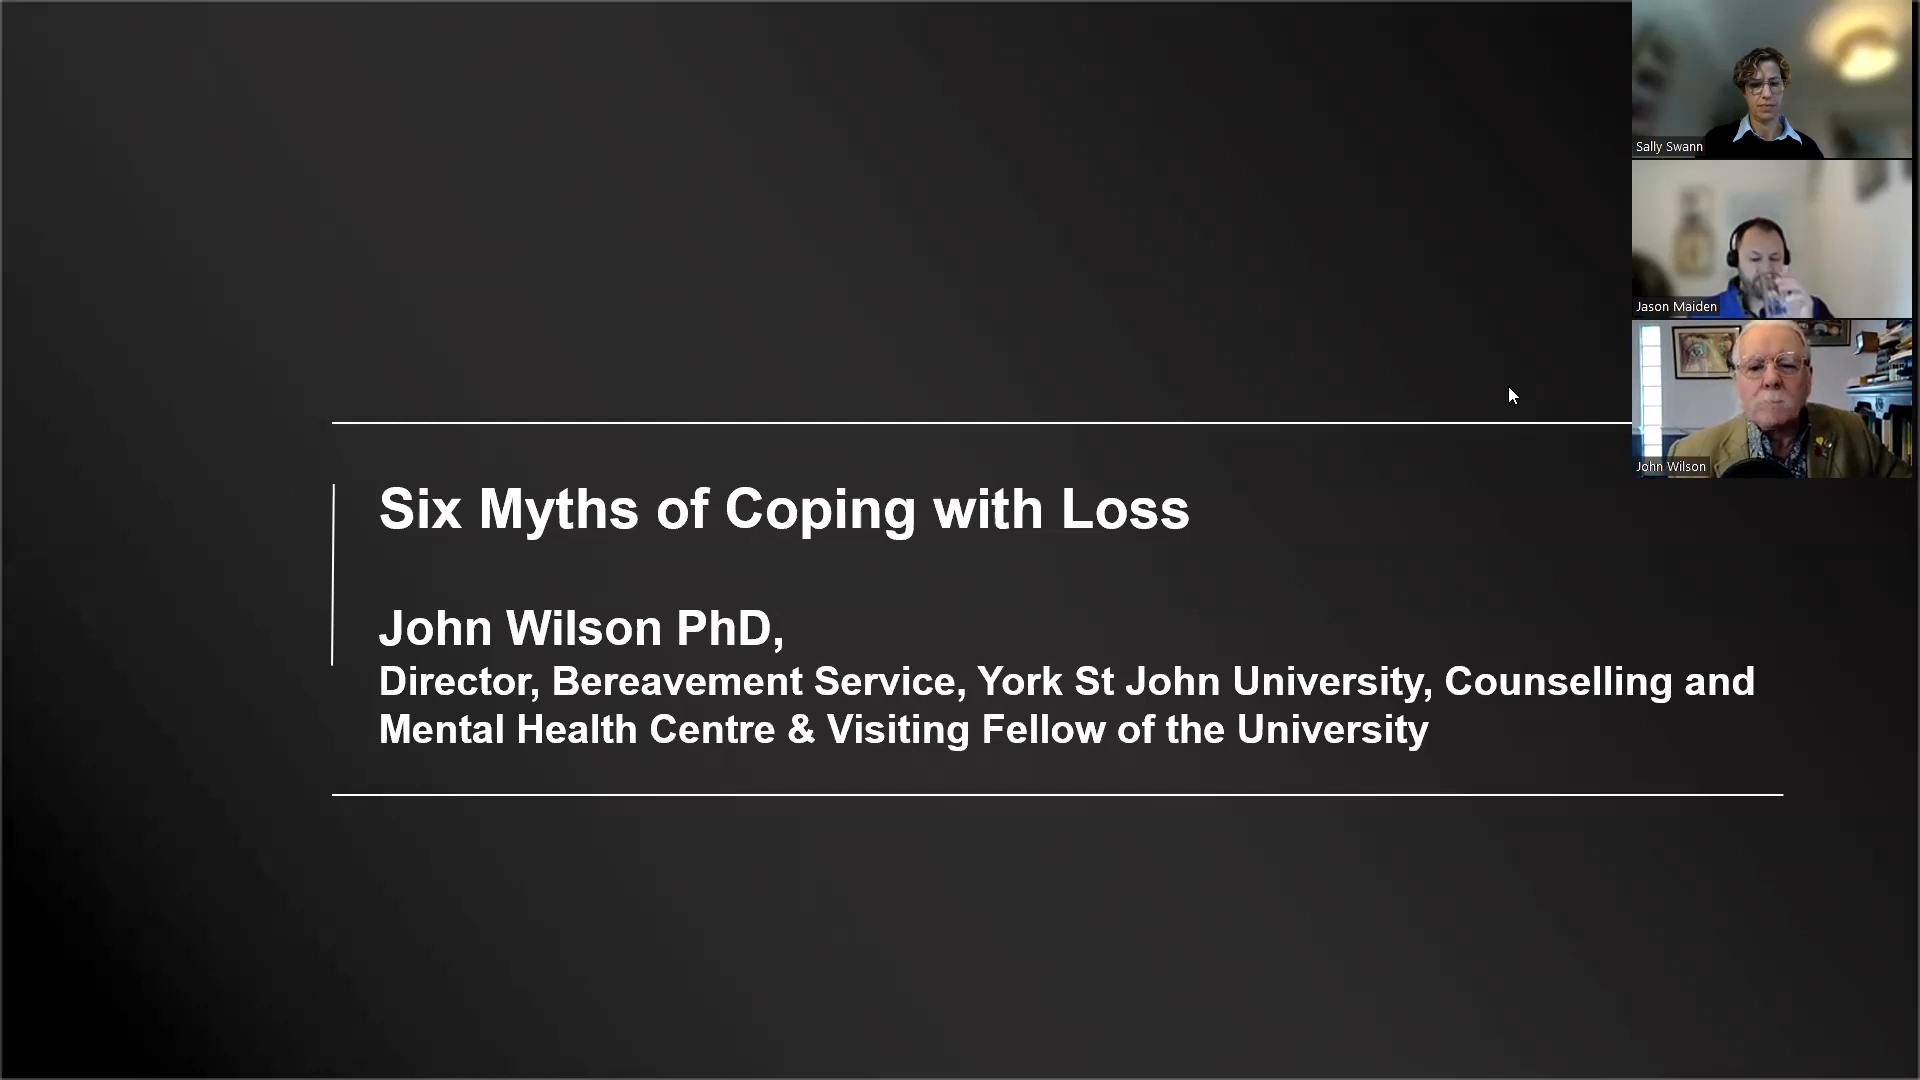 Sally Swann
Jason Maiden
John Wilson
Six Myths of Coping with Loss
John Wilson PhD,
Director, Bereavement Service, York St John University, Counselling and
Mental Health Centre & Visiting Fellow of the University